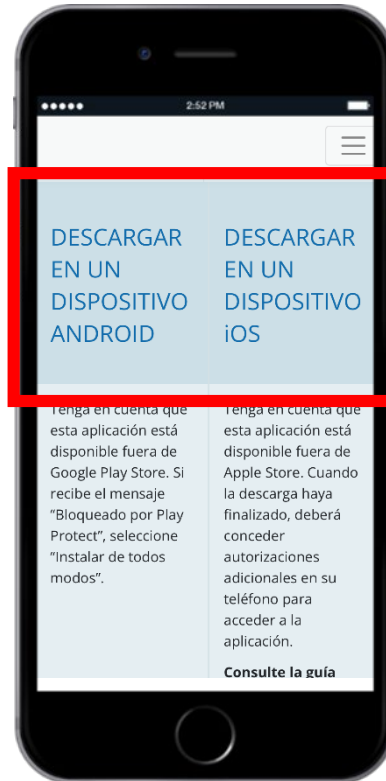 2:52 PM
DESCARGAR
EN UN
DISPOSITIVO
ANDROID
DESCARGAR
EN UN
DISPOSITIVO
iOS
Tenga en cuenta que
esta aplicación está
disponible fuera de
Google Play Store. Si
recibe el mensaje
“Bloqueado por Play
Protect”, seleccione
“Instalar de todos
modos”.
Tenga en cuenta que
esta aplicación está
disponible fuera de
Apple Store. Cuando
la descarga haya
finalizado, deberá
conceder
autorizaciones
adicionales en su
teléfono para
acceder a la
aplicación.
Consulte la guía